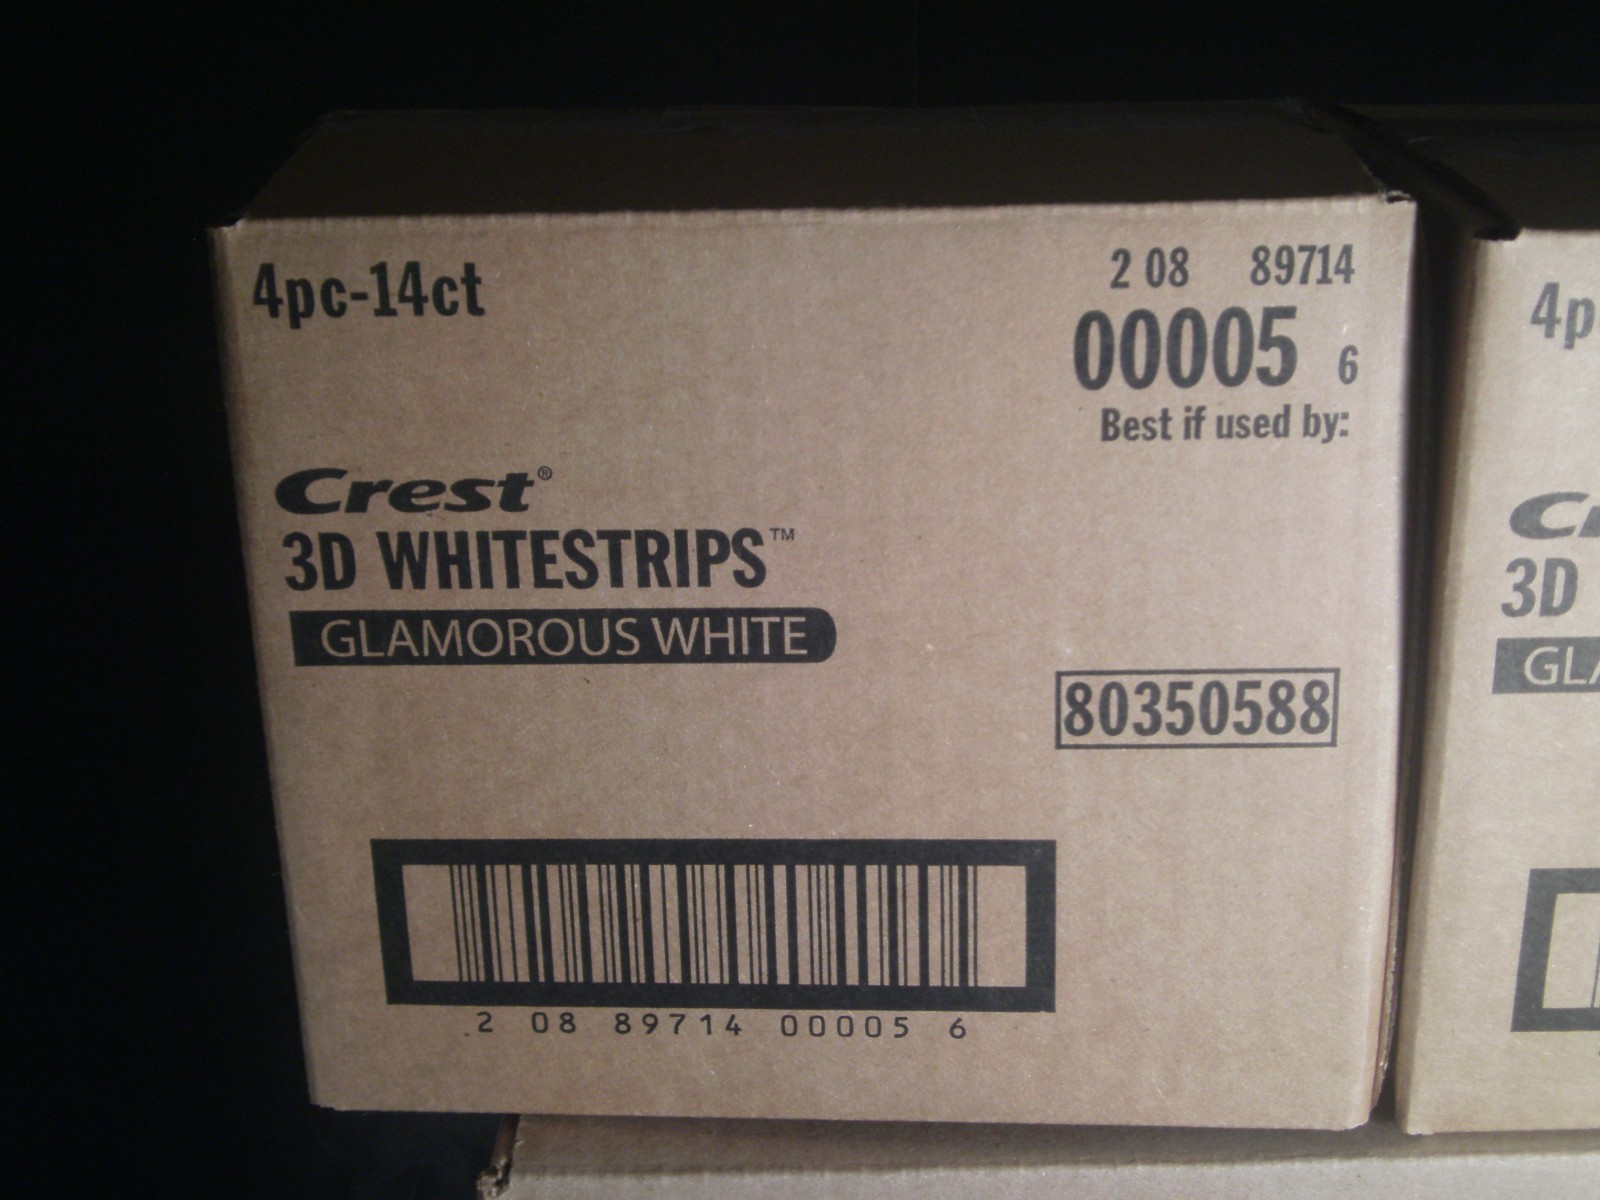 4pc-14ct
2 08 89714
00005 6
Best if used by:
Crest®
3D WHITESTRIPS™
GLAMOROUS WHITE
80350588
2 08 89714 00005 6
4p
3D